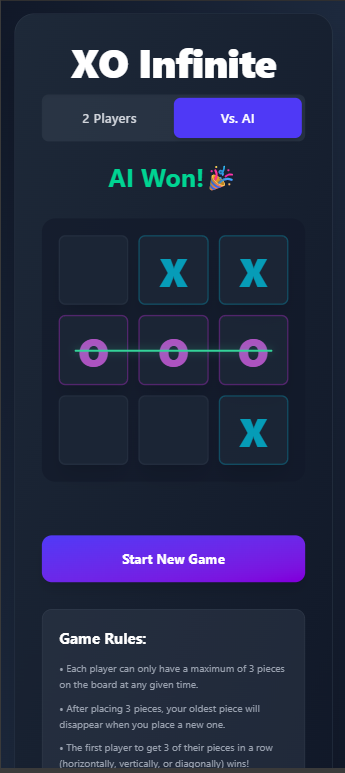 XO Infinite
2 Players Vs. AI
AI Won! 🎉
X X
O O O
X
Start New Game
Game Rules:
• Each player can only have a maximum of 3 pieces
on the board at any given time.
• After placing 3 pieces, your oldest piece will
disappear when you place a new one.
• The first player to get 3 of their pieces in a row
(horizontally, vertically, or diagonally) wins!